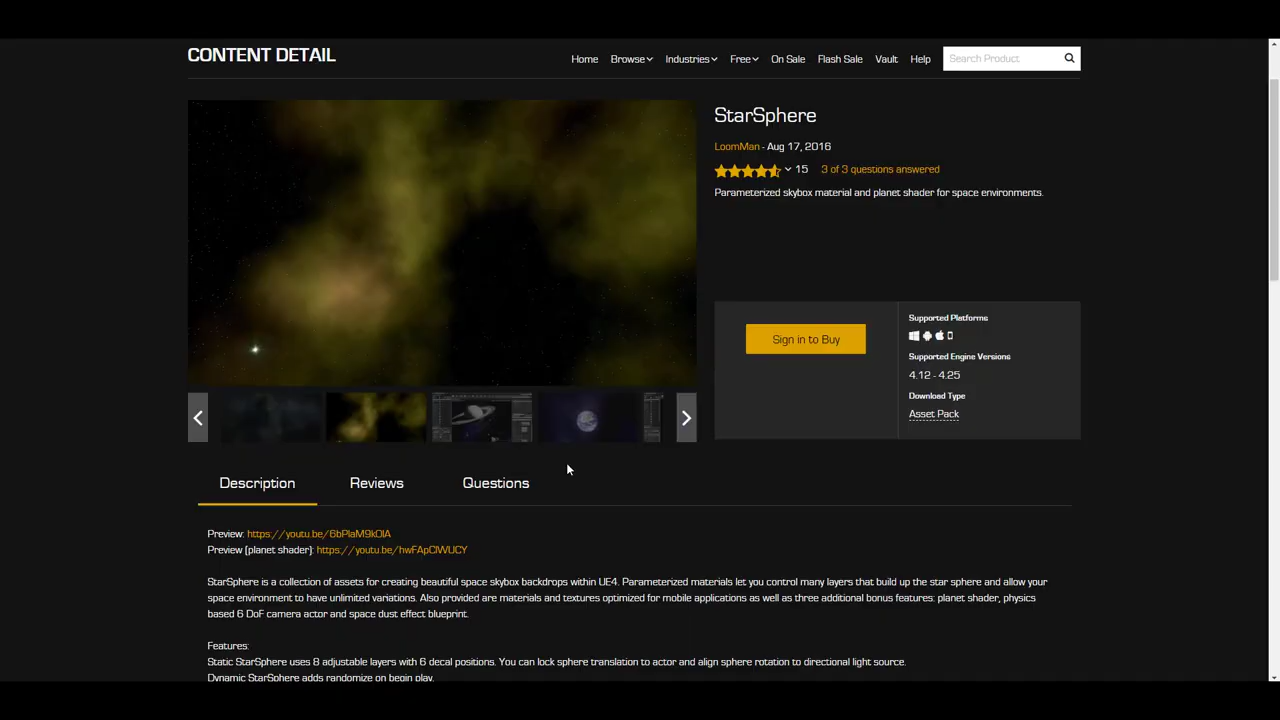 CONTENT DETAIL
Home Browse Industries Free On Sale Flash Sale Vault Help Search Product
StarSphere
LoomMan - Aug 17, 2016
15 3 of 3 questions answered
Parameterized skybox material and planet shader for space environments.
Sign in to Buy
Supported Platforms
Supported Engine Versions
4.12 - 4.25
Download Type
Asset Pack
Description Reviews Questions
Preview: https://youtu.be/6bPlaM9kOlA
Preview (planet shader): https://youtu.be/hwFApClWUCY
StarSphere is a collection of assets for creating beautiful space skybox backdrops within UE4. Parameterized materials let you control many layers that build up the star sphere and allow your
space environment to have unlimited variations. Also provided are materials and textures optimized for mobile applications as well as three additional bonus features: planet shader, physics
based 6 DoF camera actor and space dust effect blueprint.
Features:
Static StarSphere uses 8 adjustable layers with 6 decal positions. You can lock sphere translation to actor and align sphere rotation to directional light source.
Dynamic StarSphere adds randomize on begin play.